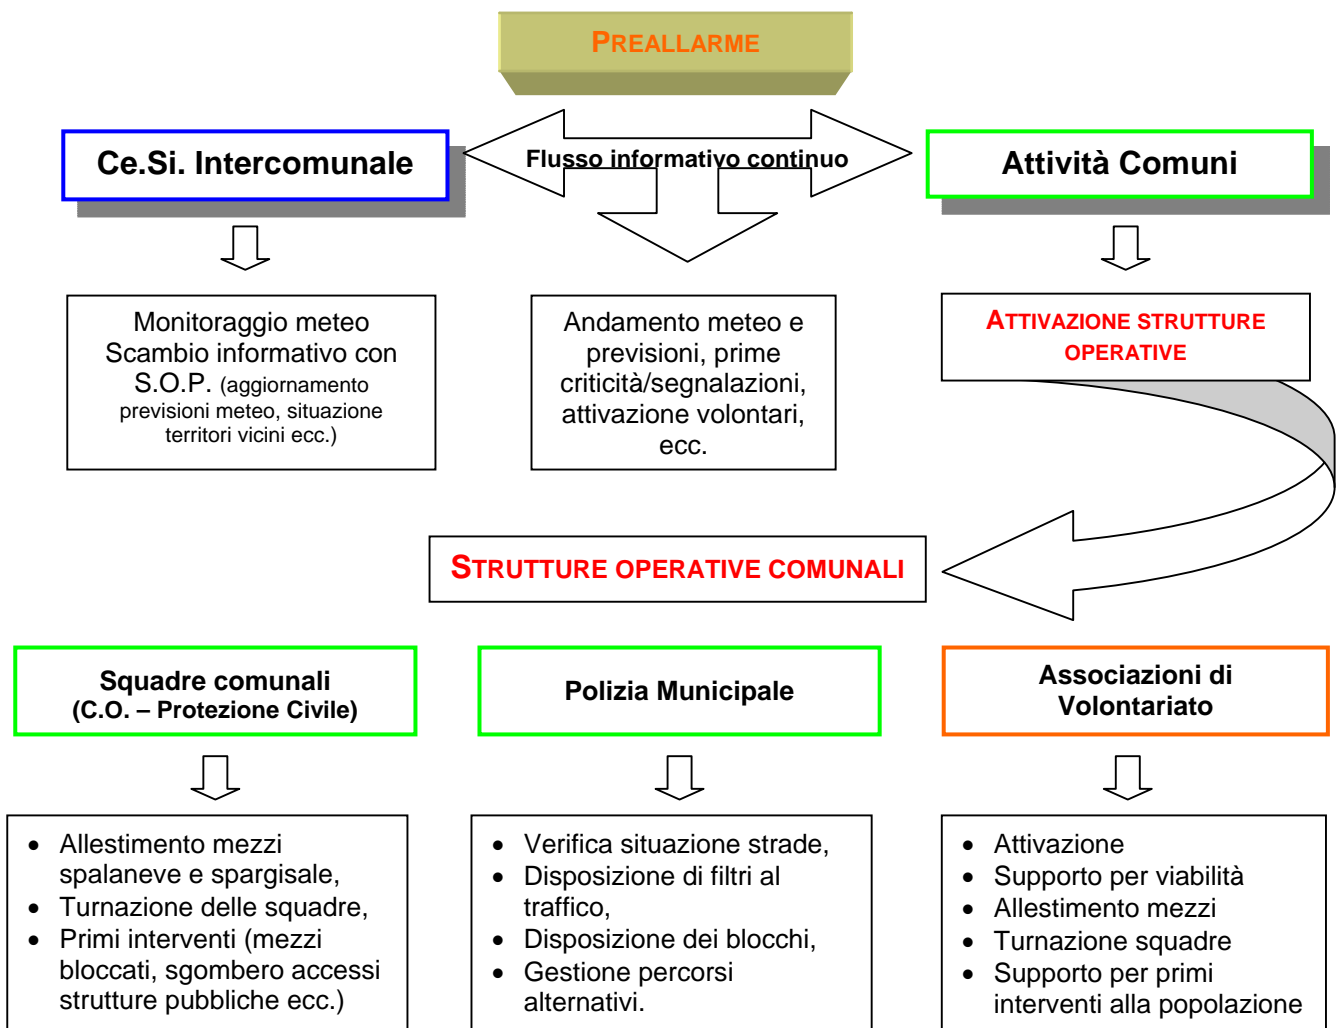 PREALLARME
Ce.Si. Intercomunale
Flusso informativo continuo
Attività Comuni
Monitoraggio meteo
Scambio informativo con
S.O.P. (aggiornamento
previsioni meteo, situazione
territori vicini ecc.)
Andamento meteo e
previsioni, prime
criticità/segnalazioni,
attivazione volontari,
ecc.
ATTIVAZIONE STRUTTURE
OPERATIVE
STRUTTURE OPERATIVE COMUNALI
Squadre comunali
(C.O. – Protezione Civile)
Polizia Municipale
Associazioni di
Volontariato
• Allestimento mezzi
spalaneve e spargisale,
• Turnazione delle squadre,
• Primi interventi (mezzi
bloccati, sgombero accessi
strutture pubbliche ecc.)
• Verifica situazione strade,
• Disposizione di filtri al
traffico,
• Disposizione dei blocchi,
• Gestione percorsi
alternativi.
• Attivazione
• Supporto per viabilità
• Allestimento mezzi
• Turnazione squadre
• Supporto per primi
interventi alla popolazione